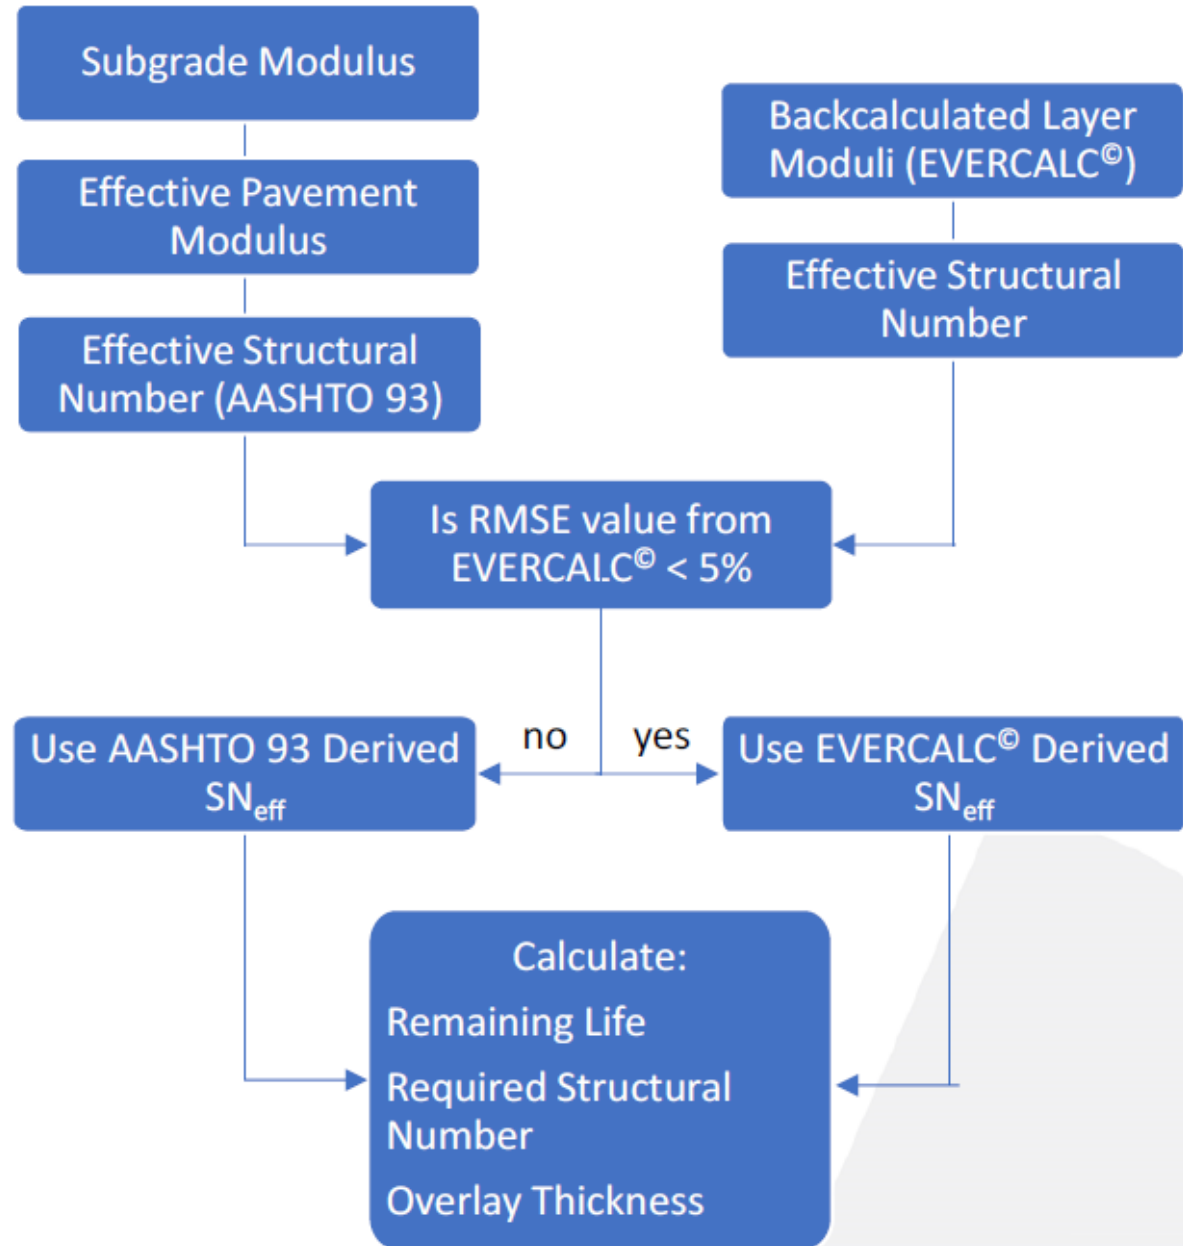 Subgrade Modulus
Backcalculated Layer
Moduli (EVERCALC©)
Effective Pavement
Modulus
Effective Structural
Number
Effective Structural
Number (AASHTO 93)
Is RMSE value from
EVERCALC© < 5%
no
yes
Use AASHTO 93 Derived
SNeff
Use EVERCALC© Derived
SNeff
Calculate:
Remaining Life
Required Structural
Number
Overlay Thickness